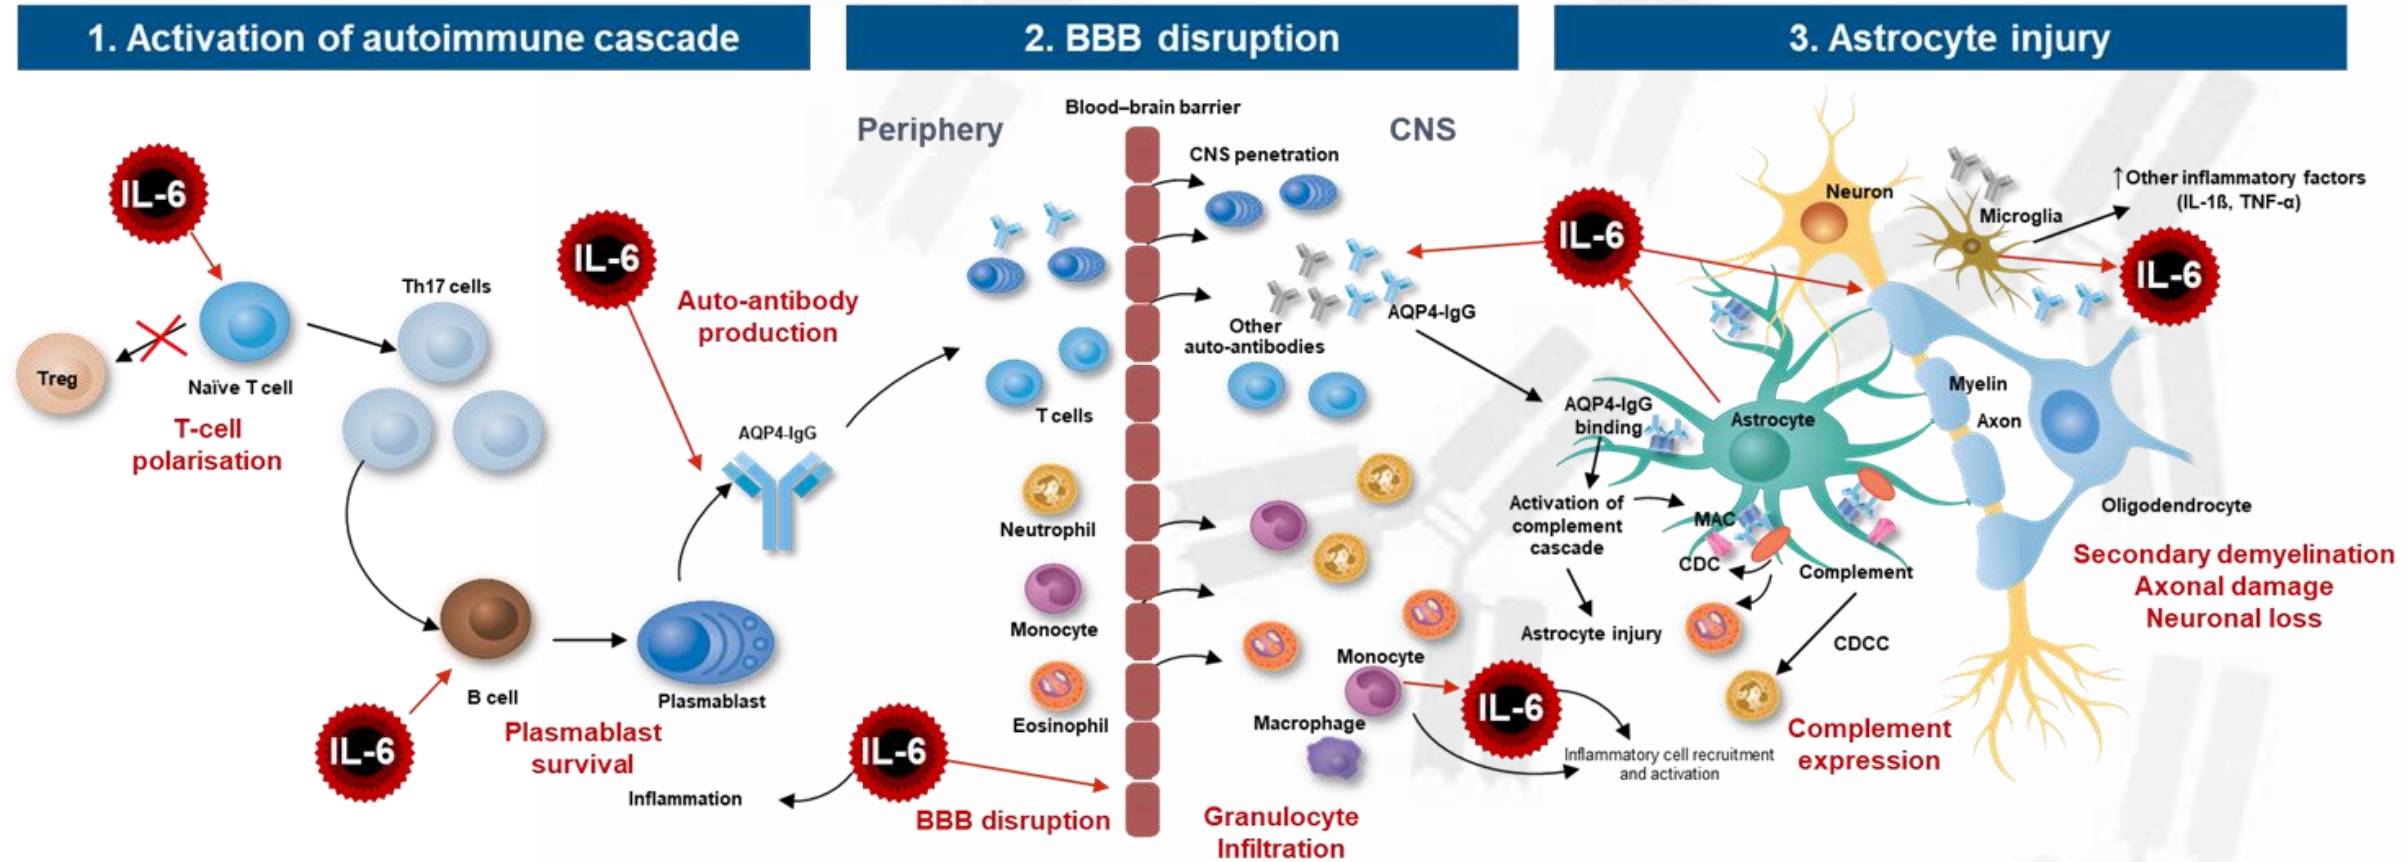 1. Activation of autoimmune cascade
IL-6
Th17 cells
Treg
Naïve T cell
T-cell
polarisation
IL-6
Auto-antibody
production
AQP4-IgG
IL-6
B cell
Plasmablast
Plasmablast
survival
Inflammation
2. BBB disruption
Blood–brain barrier
Periphery
CNS
CNS penetration
T cells
Other
auto-antibodies
AQP4-IgG
Neutrophil
Monocyte
Eosinophil
IL-6
BBB disruption
Monocyte
Macrophage
IL-6
Inflammatory cell recruitment
and activation
Granulocyte
Infiltration
3. Astrocyte injury
IL-6
Neuron
Microglia
↑Other inflammatory factors
(IL-1ß, TNF-α)
IL-6
Myelin
Axon
Astrocyte
AQP4-IgG
binding
Activation of
complement
cascade
MAC
CDC
Complement
Astrocyte injury
CDCC
Oligodendrocyte
Secondary demyelination
Axonal damage
Neuronal loss
Complement
expression